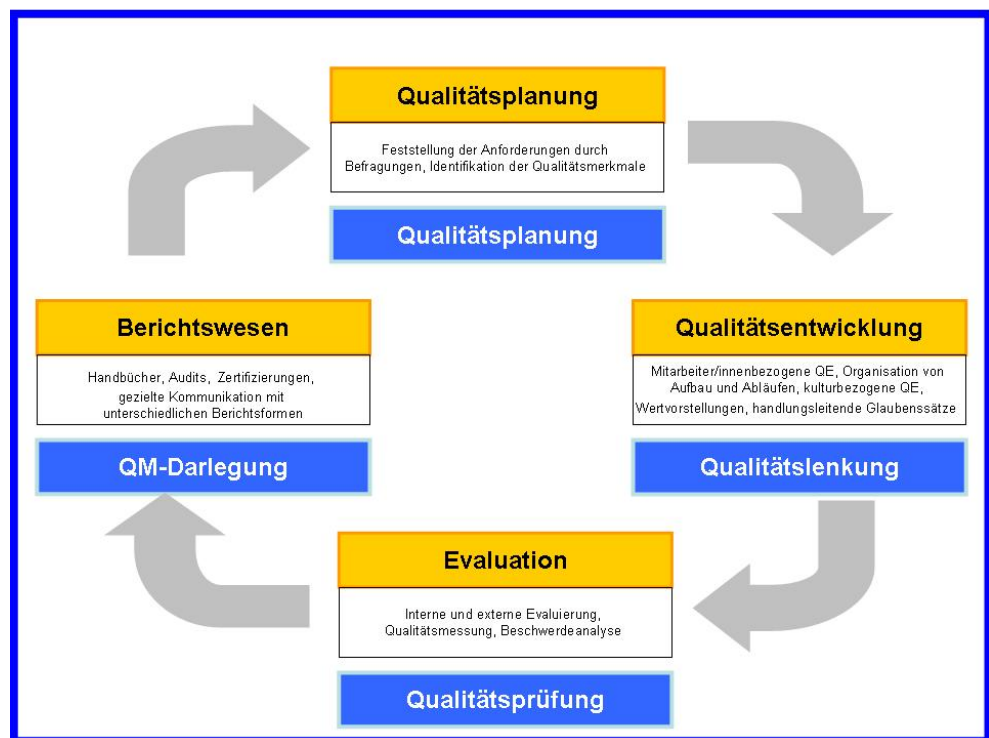 Qualitätsplanung
Feststellung der Anforderungen durch
Befragungen, Identifikation der Qualitätsmerkmale
Qualitätsplanung
Berichtswesen
Handbücher, Audits, Zertifizierungen,
gezielte Kommunikation mit
unterschiedlichen Berichtsformen
QM-Darlegung
Qualitätsentwicklung
Mitarbeiter/innenbezogene QE, Organisation von
Aufbau und Abläufen, kulturbezogene QE,
Wertvorstellungen, handlungsleitende Glaubenssätze
Qualitätslenkung
Evaluation
Interne und externe Evaluierung,
Qualitätsmessung, Beschwerdeanalyse
Qualitätsprüfung